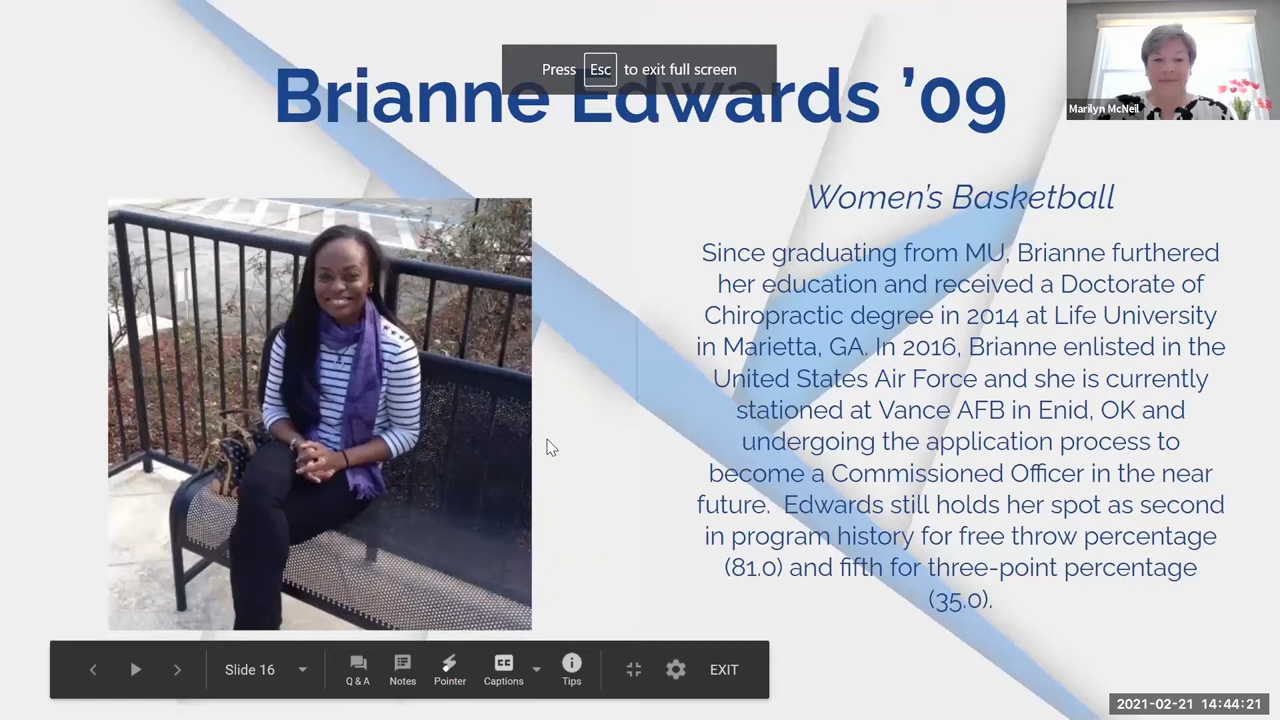 Press Esc to exit full screen
Brianne Edwards ’09
Marilyn McNeil
Women's Basketball
Since graduating from MU, Brianne furthered
her education and received a Doctorate of
Chiropractic degree in 2014 at Life University
in Marietta, GA. In 2016, Brianne enlisted in the
United States Air Force and she is currently
stationed at Vance AFB in Enid, OK and
undergoing the application process to
become a Commissioned Officer in the near
future.  Edwards still holds her spot as second
in program history for free throw percentage
(81.0) and fifth for three-point percentage
(35.0).
Slide 16
Q & A
Notes
Pointer
Captions
Tips
EXIT
2021-02-21 14:44:21